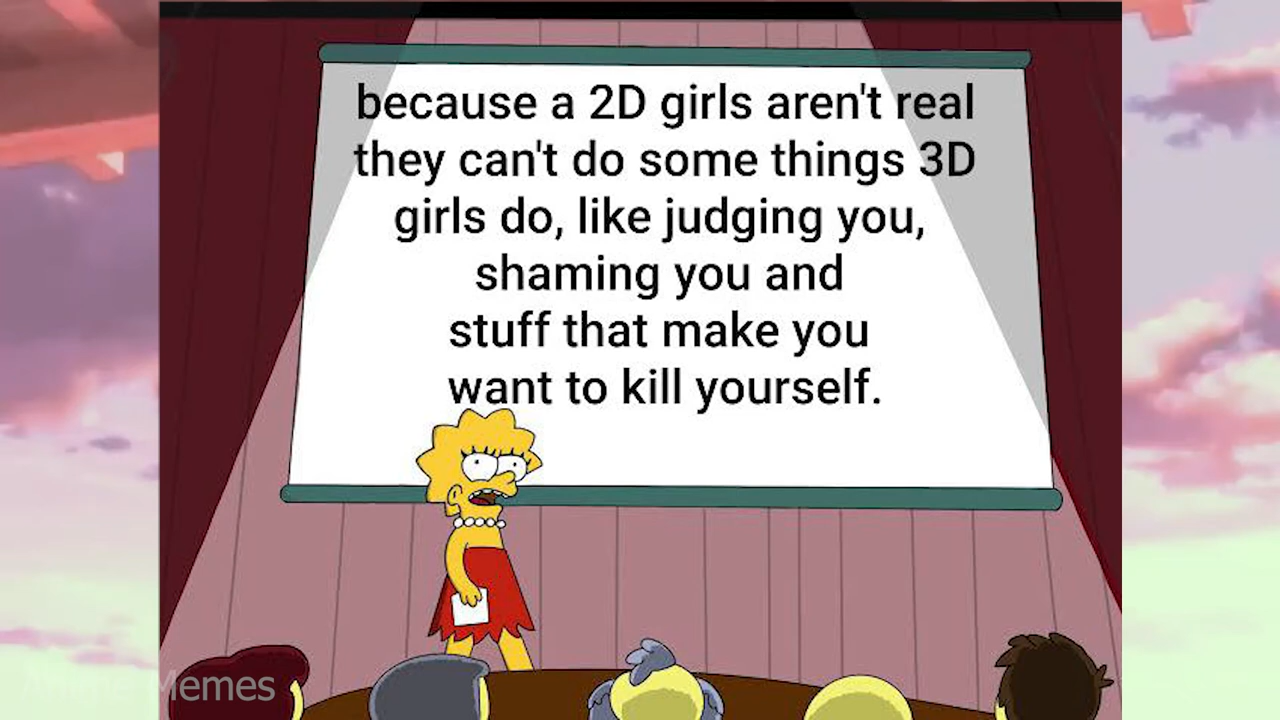 because a 2D girls aren't real
they can't do some things 3D
girls do, like judging you,
shaming you and
stuff that make you
want to kill yourself.
Anime Memes